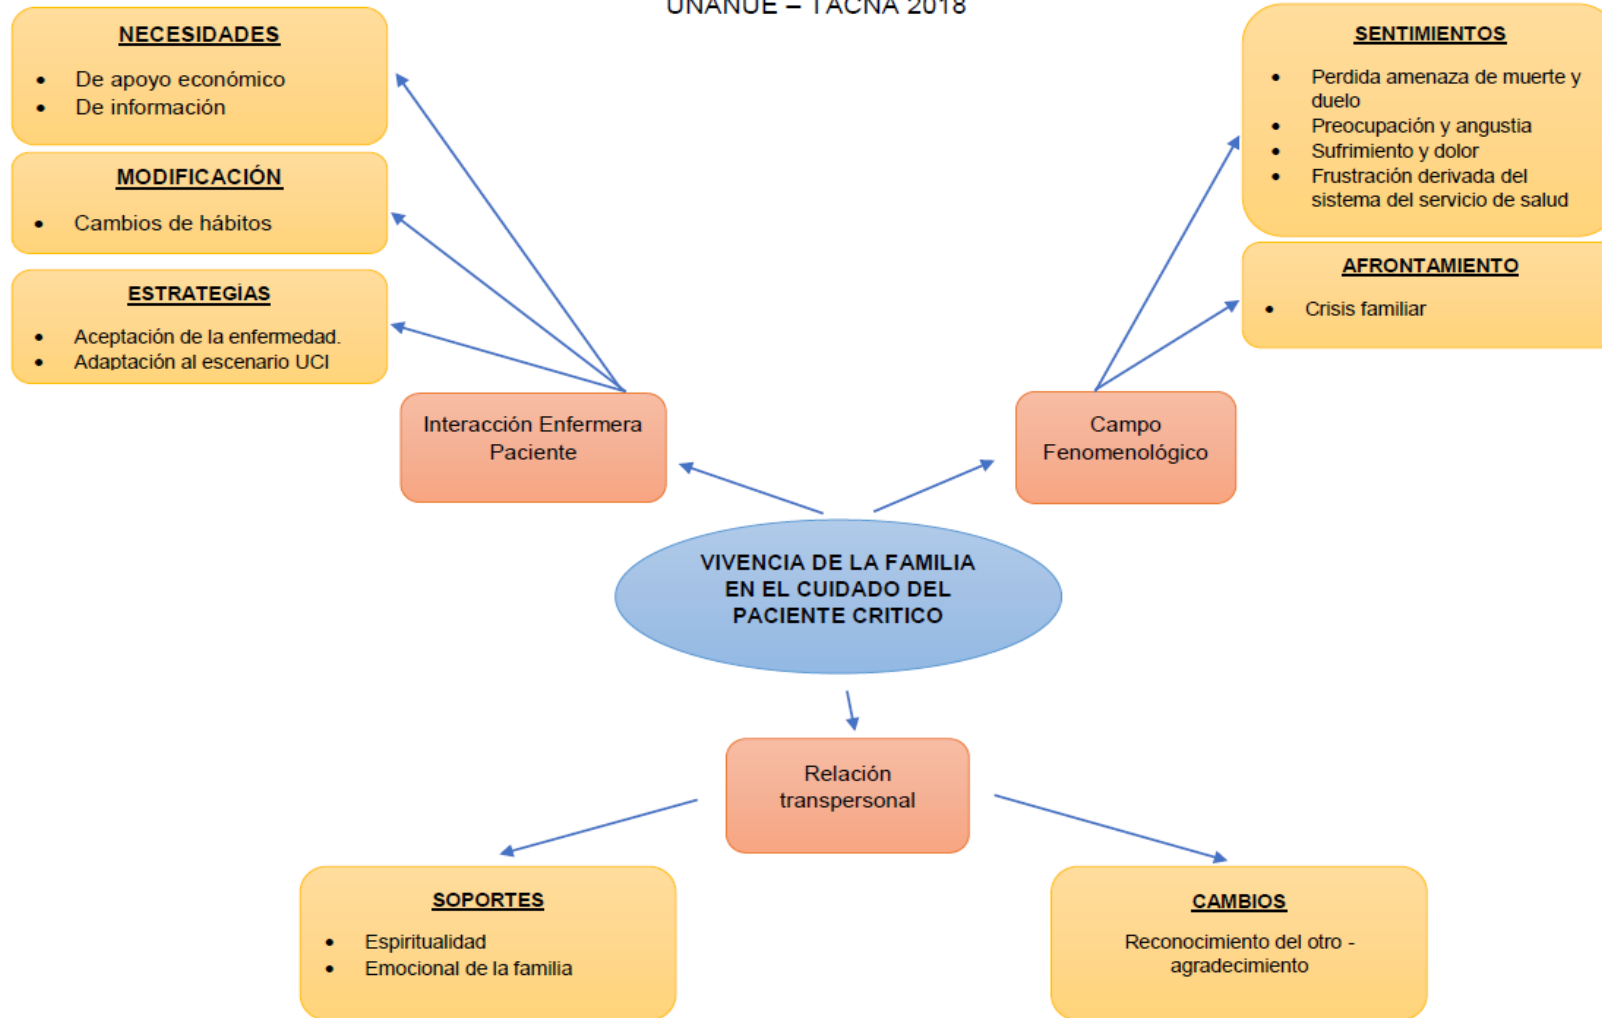 UNANUE – TACNA 2018
NECESIDADES
• De apoyo económico
• De información
MODIFICACIÓN
• Cambios de hábitos
ESTRATEGÍAS
• Aceptación de la enfermedad.
• Adaptación al escenario UCI
SENTIMIENTOS
• Perdida amenaza de muerte y
duelo
• Preocupación y angustia
• Sufrimiento y dolor
• Frustración derivada del
sistema del servicio de salud
AFRONTAMIENTO
• Crisis familiar
Interacción Enfermera
Paciente
Campo
Fenomenológico
VIVENCIA DE LA FAMILIA
EN EL CUIDADO DEL
PACIENTE CRITICO
Relación
transpersonal
SOPORTES
• Espiritualidad
• Emocional de la familia
CAMBIOS
Reconocimiento del otro -
agradecimiento